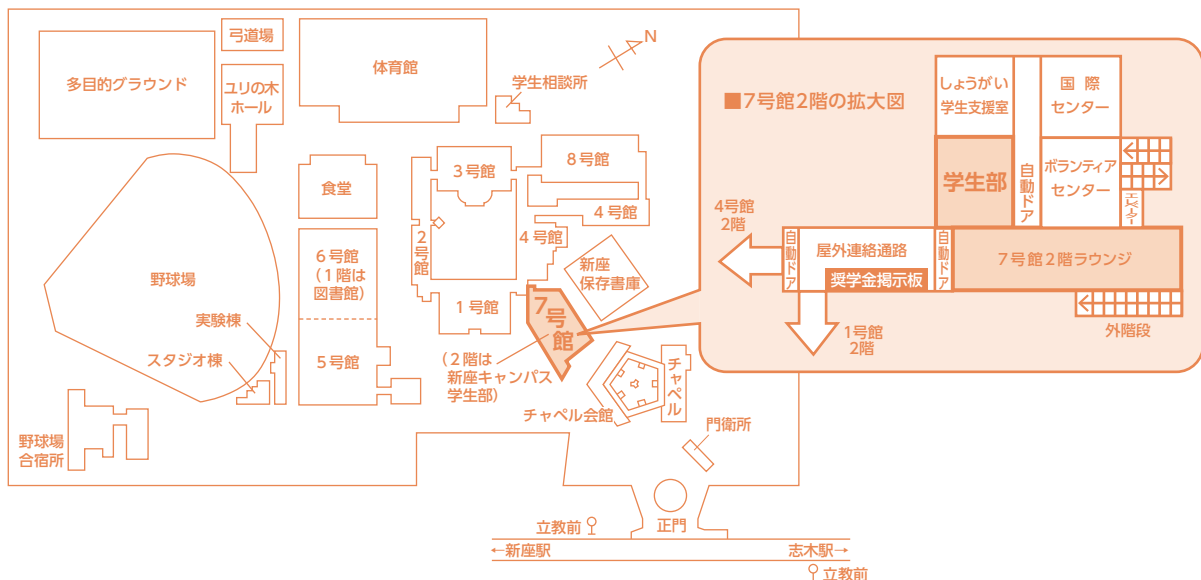 弓道場
多目的グラウンド
ユリの木
ホール
体育館
学生相談所
N
3号館
8号館
食堂
4号館
2号館
4号館
6号館
(1階は
図書館)
新座
保存書庫
野球場
1号館
7号館
実験棟
スタジオ棟
5号館
(2階は
新座キャンパス
学生部)
チャペル
チャペル会館
野球場
合宿所
門衛所
正門
立教前
←新座駅
志木駅→
立教前
■7号館2階の拡大図
しょうがい
学生支援室
国際
センター
学生部
自動ドア
ボランティア
センター
エレベーター
4号館
2階
自動ドア
屋外連絡通路
自動ドア
7号館2階ラウンジ
奨学金掲示板
1号館
2階
外階段